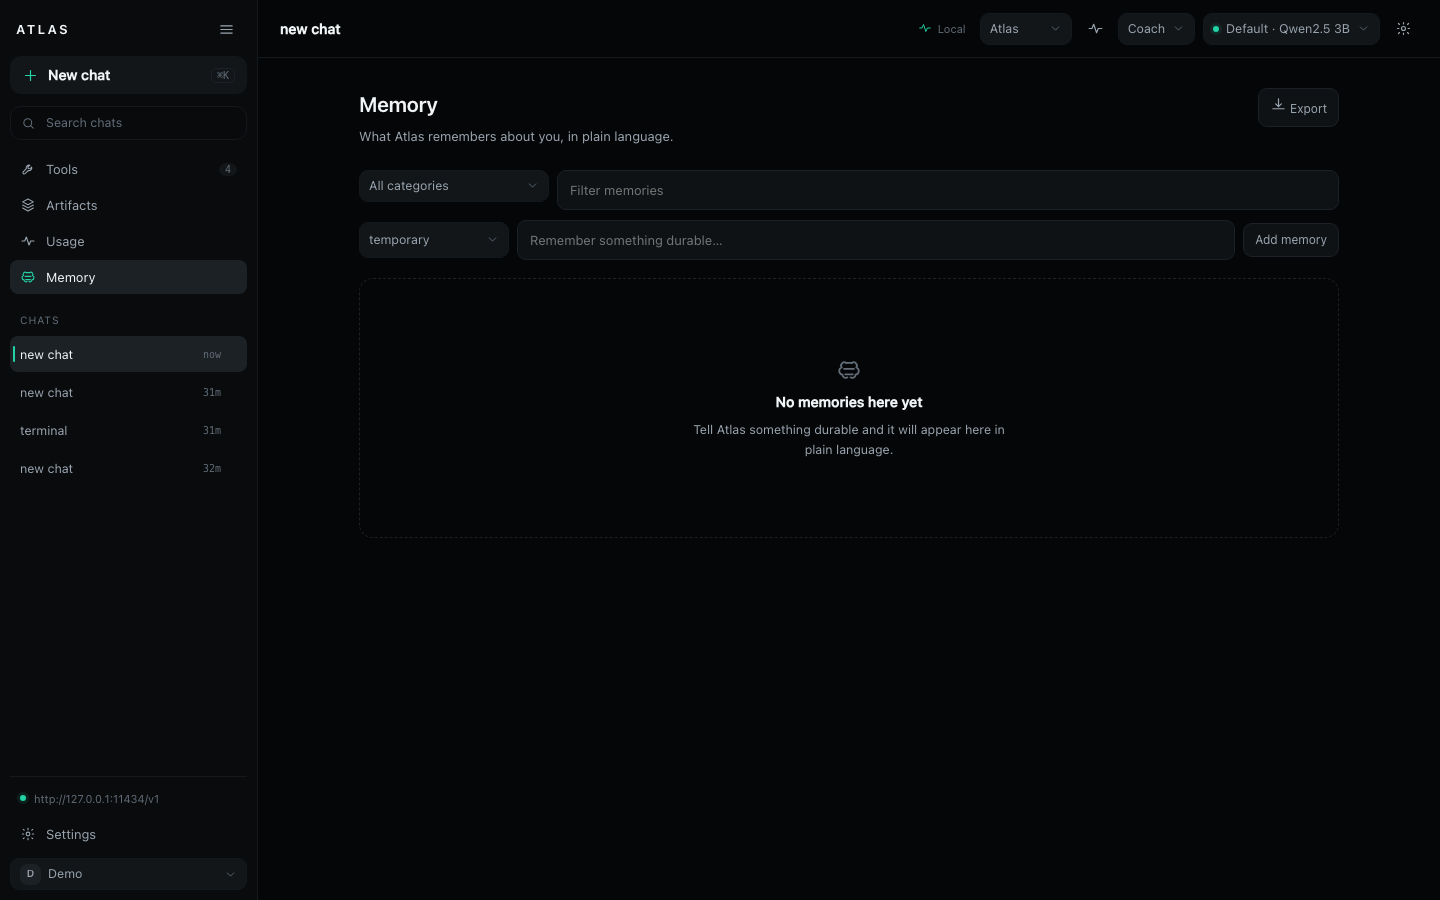 ATLAS
New chat
⌘K
Search chats
Tools
4
Artifacts
Usage
Memory
CHATS
new chat
now
new chat
31m
terminal
31m
new chat
32m
http://127.0.0.1:11434/v1
Settings
D
Demo
new chat
Local
Atlas
Coach
Default · Qwen2.5 3B
Memory
Export
What Atlas remembers about you, in plain language.
All categories
Filter memories
temporary
Remember something durable...
Add memory
No memories here yet
Tell Atlas something durable and it will appear here in
plain language.